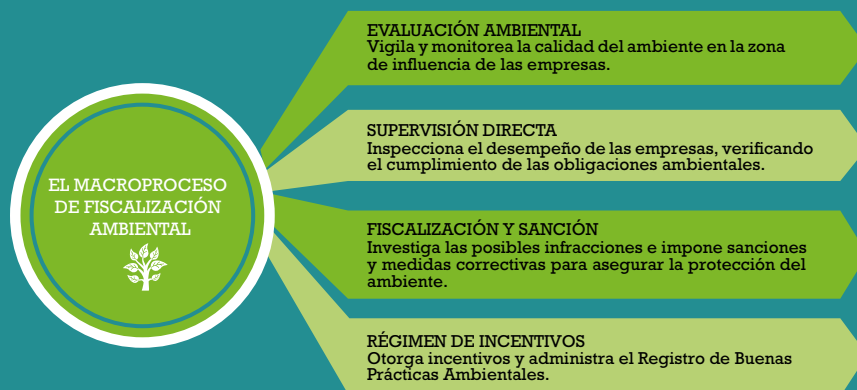 EL MACROPROCESO
DE FISCALIZACIÓN
AMBIENTAL
EVALUACIÓN AMBIENTAL
Vigila y monitorea la calidad del ambiente en la zona
de influencia de las empresas.
SUPERVISIÓN DIRECTA
Inspecciona el desempeño de las empresas, verificando
el cumplimiento de las obligaciones ambientales.
FISCALIZACIÓN Y SANCIÓN
Investiga las posibles infracciones e impone sanciones
y medidas correctivas para asegurar la protección del
ambiente.
RÉGIMEN DE INCENTIVOS
Otorga incentivos y administra el Registro de Buenas
Prácticas Ambientales.